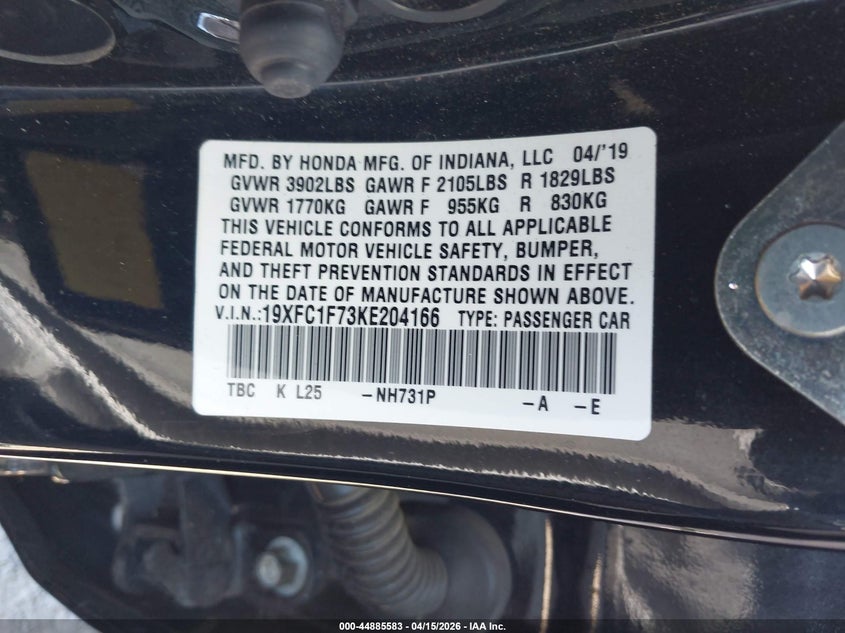 MFD. BY HONDA MFG. OF INDIANA, LLC 04/'19
GVWR 3902LBS GAWR F 2105LBS R 1829LBS
GVWR 1770KG GAWR F 955KG R 830KG
THIS VEHICLE CONFORMS TO ALL APPLICABLE
FEDERAL MOTOR VEHICLE SAFETY, BUMPER,
AND THEFT PREVENTION STANDARDS IN EFFECT
ON THE DATE OF MANUFACTURE SHOWN ABOVE.
V.I.N.:19XFC1F73KE204166 TYPE: PASSENGER CAR
TBC K L25 -NH731P -A -E
000-44885583 - 04/15/2026 - IAA Inc.